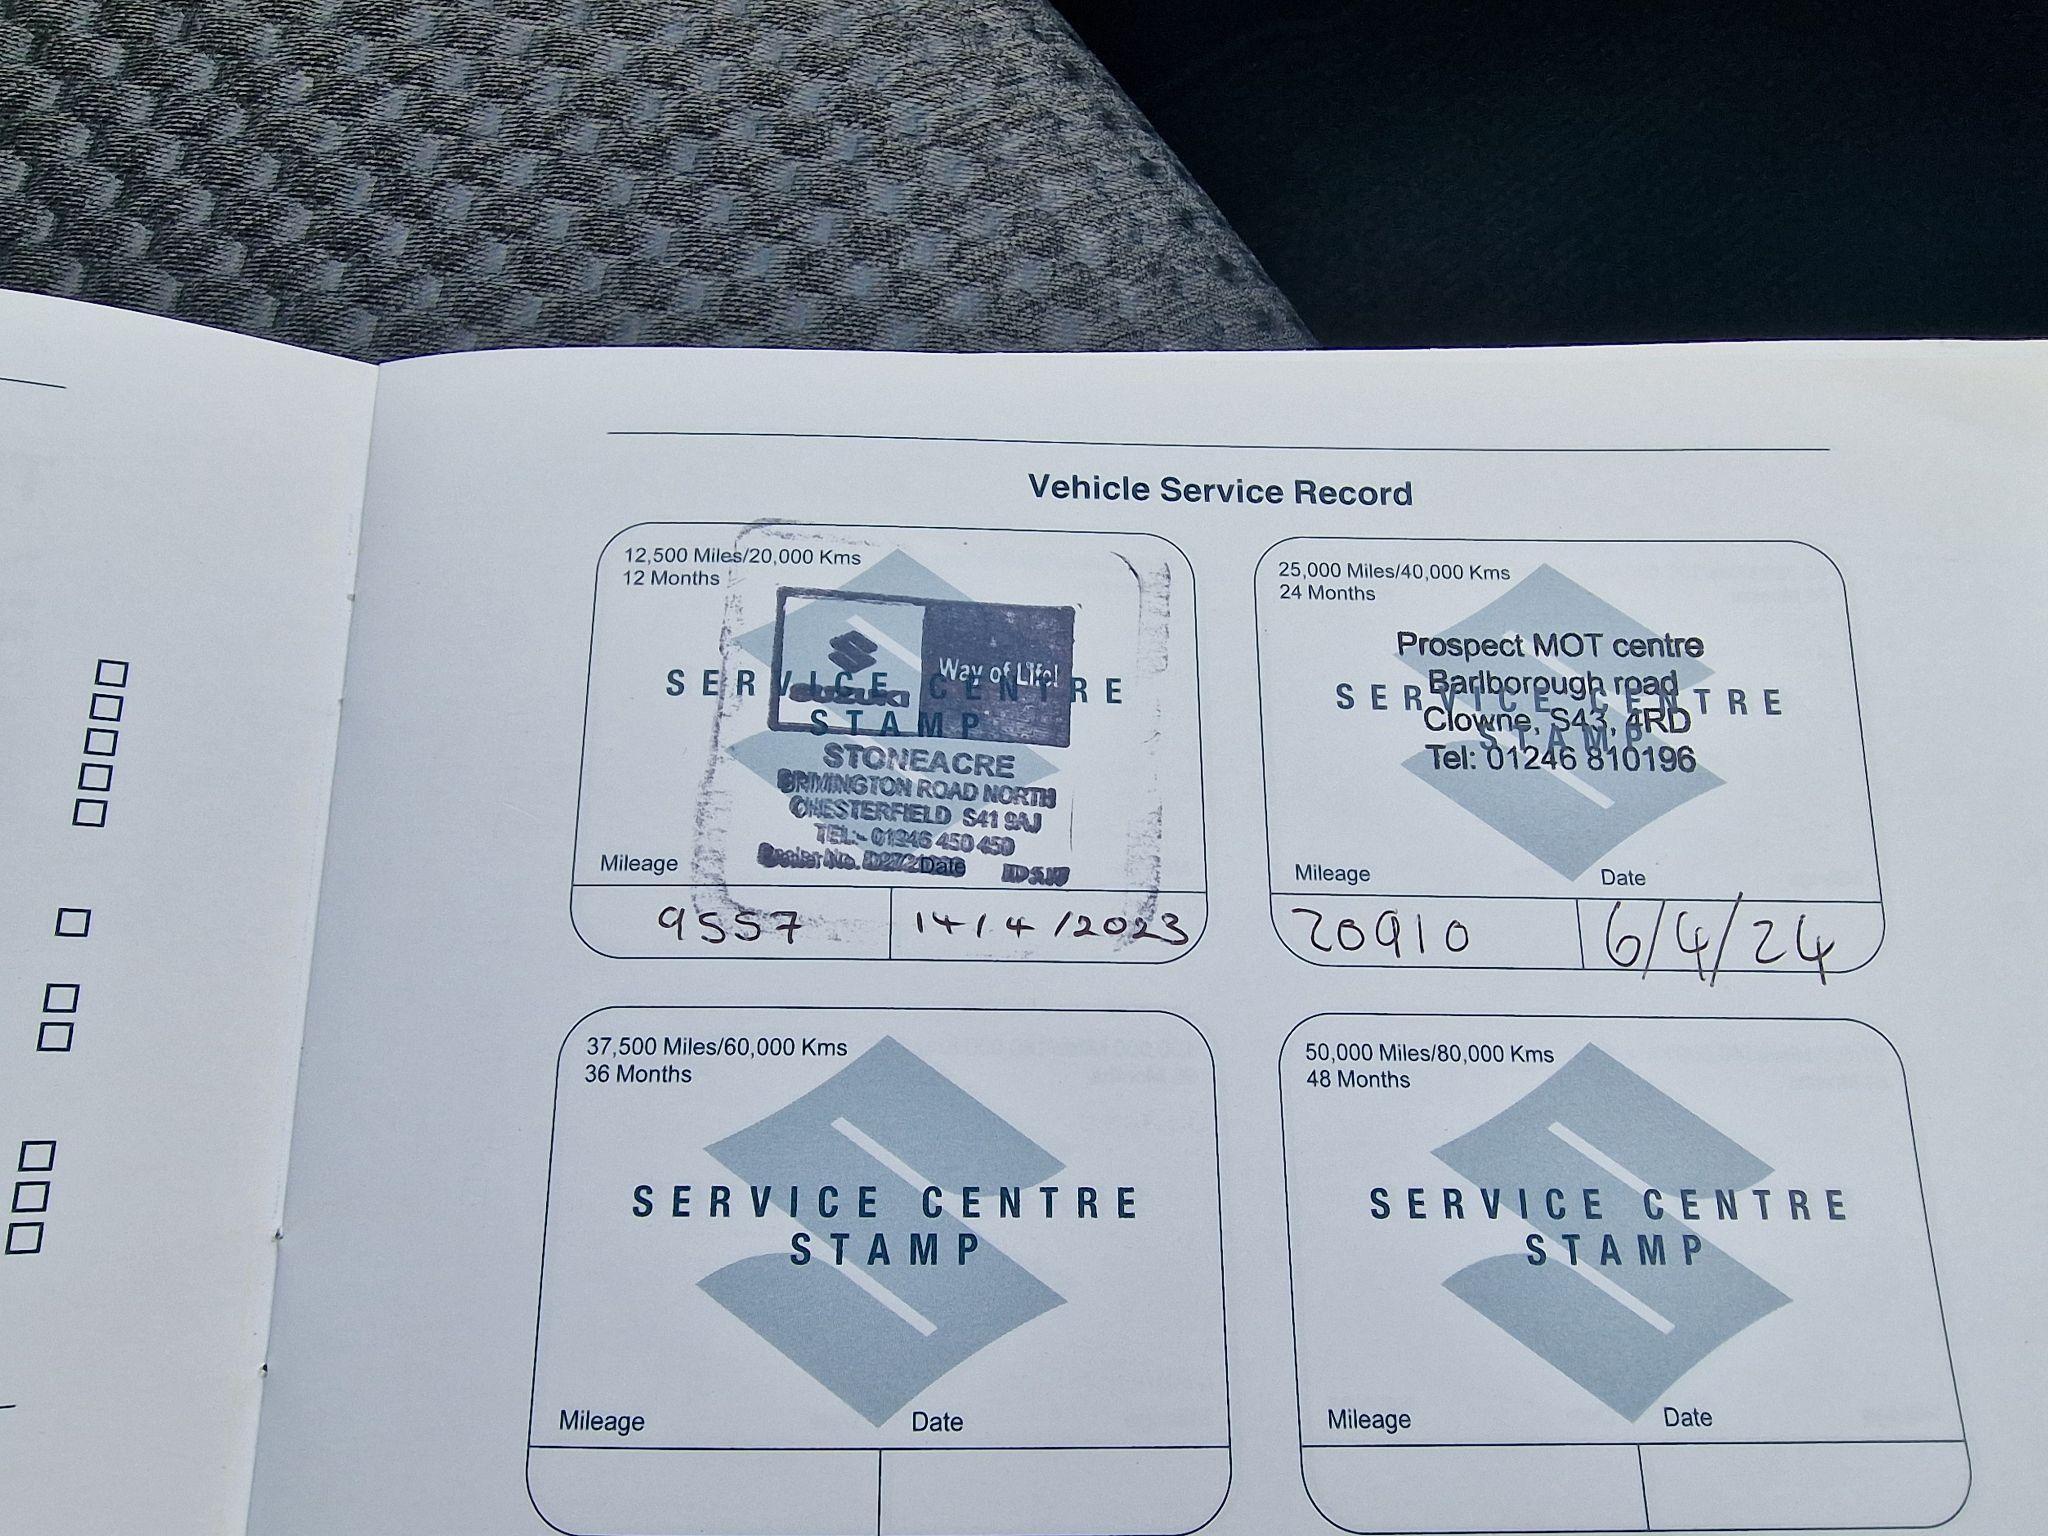 Vehicle Service Record
12,500 Miles/20,000 Kms
12 Months
SUZUKI
Way of Life!
SERVICE CENTRE
STAMP
STONEACRE
BRIMINGTON ROAD NORTH
CHESTERFIELD S41 9AJ
TEL:- 01246 450 450
Dealer No.
Mileage
Date
9557
14/4/2023
25,000 Miles/40,000 Kms
24 Months
Prospect MOT centre
Barlborough road
SERVICE CENTRE
Clowne, S43, 4RD
STAMP
Tel: 01246 810196
Mileage
Date
20910
6/4/24
37,500 Miles/60,000 Kms
36 Months
SERVICE CENTRE
STAMP
Mileage
Date
50,000 Miles/80,000 Kms
48 Months
SERVICE CENTRE
STAMP
Mileage
Date